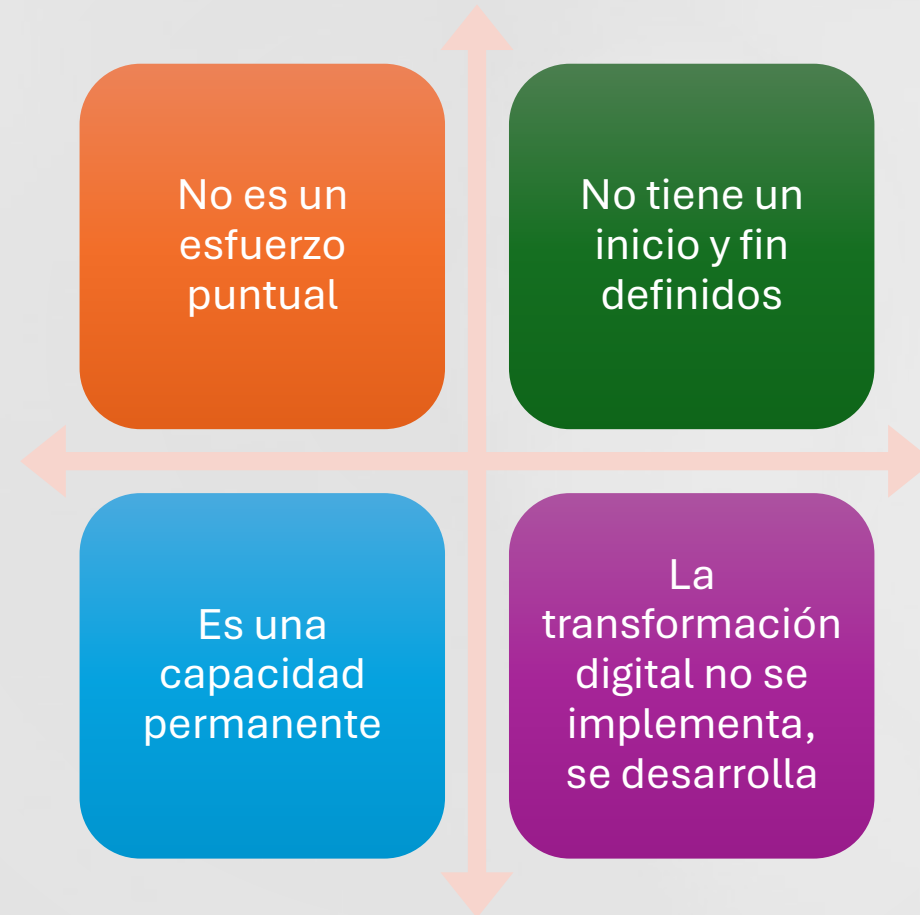 No es un
esfuerzo
puntual
No tiene un
inicio y fin
definidos
Es una
capacidad
permanente
La
transformación
digital no se
implementa,
se desarrolla